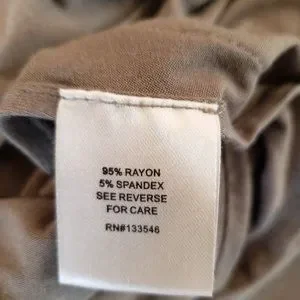 95% RAYON
5% SPANDEX
SEE REVERSE
FOR CARE
RN#133546